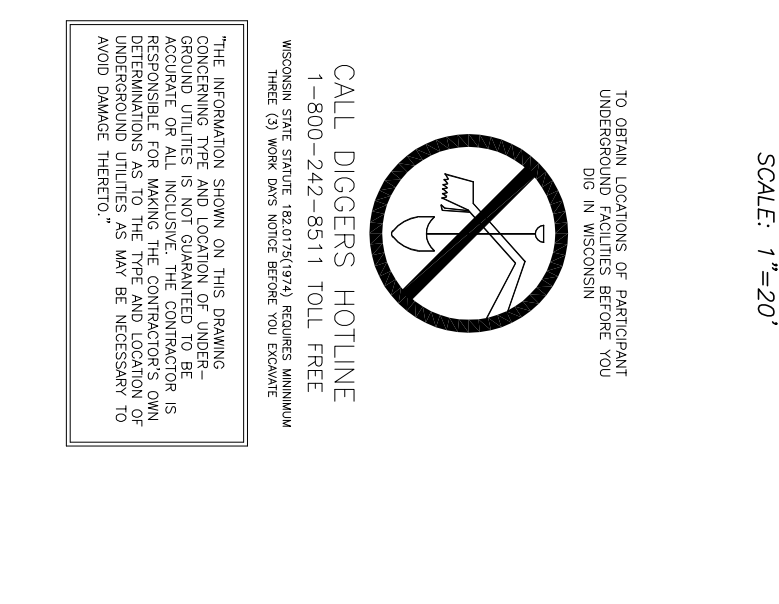 SCALE: 1"=20'
TO OBTAIN LOCATIONS OF PARTICIPANT
UNDERGROUND FACILITIES BEFORE YOU
DIG IN WISCONSIN
CALL DIGGERS HOTLINE
1-800-242-8511 TOLL FREE
WISCONSIN STATE STATUTE 182.0175(1974) REQUIRES MININIMUM
THREE (3) WORK DAYS NOTICE BEFORE YOU EXCAVATE
"THE INFORMATION SHOWN ON THIS DRAWING
CONCERNING TYPE AND LOCATION OF UNDER-
GROUND UTILITIES IS NOT GUARANTEED TO BE
ACCURATE OR ALL INCLUSIVE. THE CONTRACTOR IS
RESPONSIBLE FOR MAKING THE CONTRACTOR'S OWN
DETERMINATIONS AS TO THE TYPE AND LOCATION OF
UNDERGROUND UTILITIES AS MAY BE NECESSARY TO
AVOID DAMAGE THERETO."